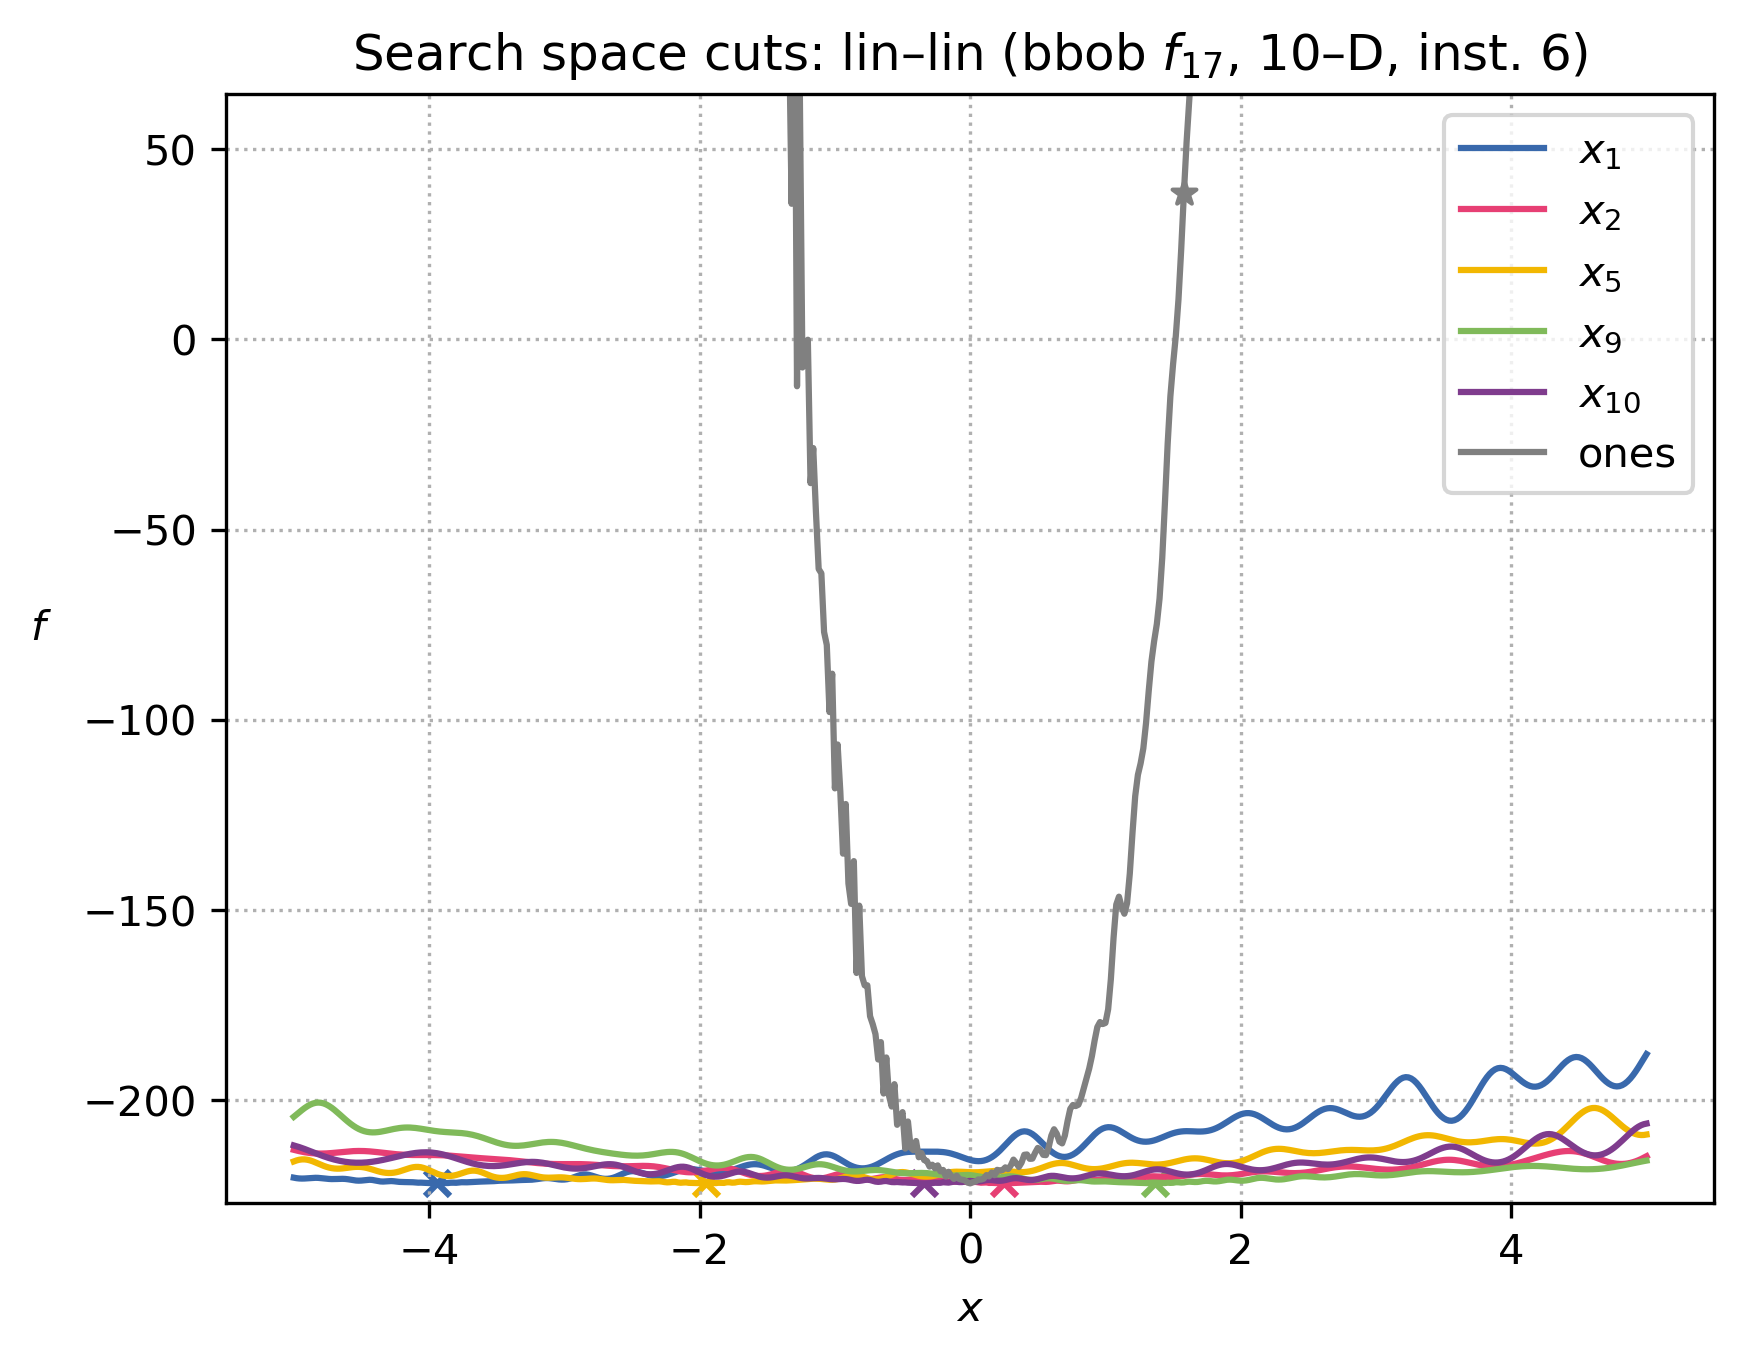 Search space cuts: lin–lin (bbob f₁₇, 10–D, inst. 6)
50
0
−50
−100
−150
−200
f
−4
−2
0
2
4
x
x₁
x₂
x₅
x₉
x₁₀
ones